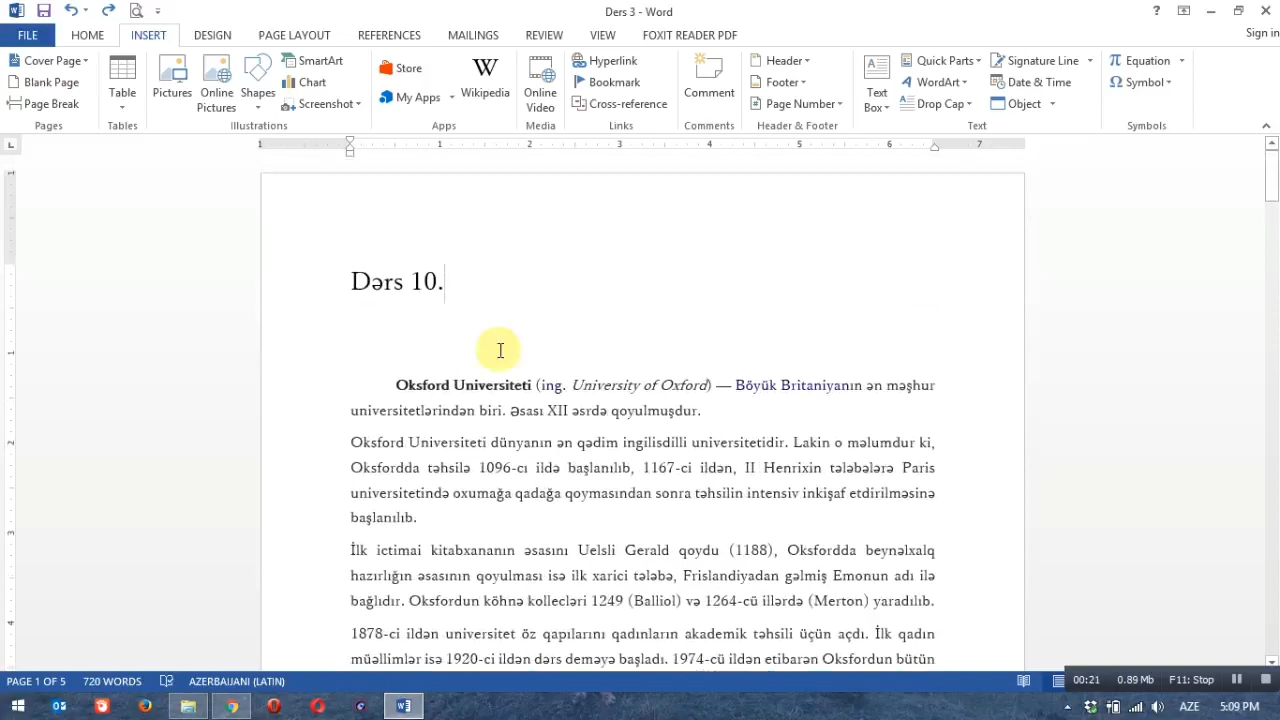 Ders 3 - Word
Sign in
FILE HOME INSERT DESIGN PAGE LAYOUT REFERENCES MAILINGS REVIEW VIEW FOXIT READER PDF
Cover Page
Blank Page
Page Break
Pages
Table
Tables
Pictures
Online Pictures
Shapes
SmartArt
Chart
Screenshot
Illustrations
Store
My Apps
Wikipedia
Apps
Online Video
Media
Hyperlink
Bookmark
Cross-reference
Links
Comment
Comments
Header
Footer
Page Number
Header & Footer
Text Box
Quick Parts
WordArt
Drop Cap
Signature Line
Date & Time
Object
Text
Equation
Symbol
Symbols
1 1 2 3 4 5 6 7
Dərs 10.
Oksford Universiteti (ing. University of Oxford) — Böyük Britaniyanın ən məşhur
universitetlərindən biri. Əsası XII əsrdə qoyulmuşdur.
Oksford Universiteti dünyanın ən qədim ingilisdilli universitetidir. Lakin o məlumdur ki,
Oksfordda təhsilə 1096-cı ildə başlanılıb, 1167-ci ildən, II Henrixin tələbələrə Paris
universitetində oxumağa qadağa qoymasından sonra təhsilin intensiv inkişaf etdirilməsinə
başlanılıb.
İlk ictimai kitabxananın əsasını Uelsli Gerald qoydu (1188), Oksfordda beynəlxalq
hazırlığın əsasının qoyulması isə ilk xarici tələbə, Frislandiyadan gəlmiş Emonun adı ilə
bağlıdır. Oksfordun köhnə kollecləri 1249 (Balliol) və 1264-cü illərdə (Merton) yaradılıb.
1878-ci ildən universitet öz qapılarını qadınların akademik təhsili üçün açdı. İlk qadın
müəllimlər isə 1920-ci ildən dərs deməyə başladı. 1974-cü ildən etibarən Oksfordun bütün
PAGE 1 OF 5 720 WORDS AZERBAIJANI (LATIN)
00:21 0.89 Mb F11: Stop
AZE 5:09 PM